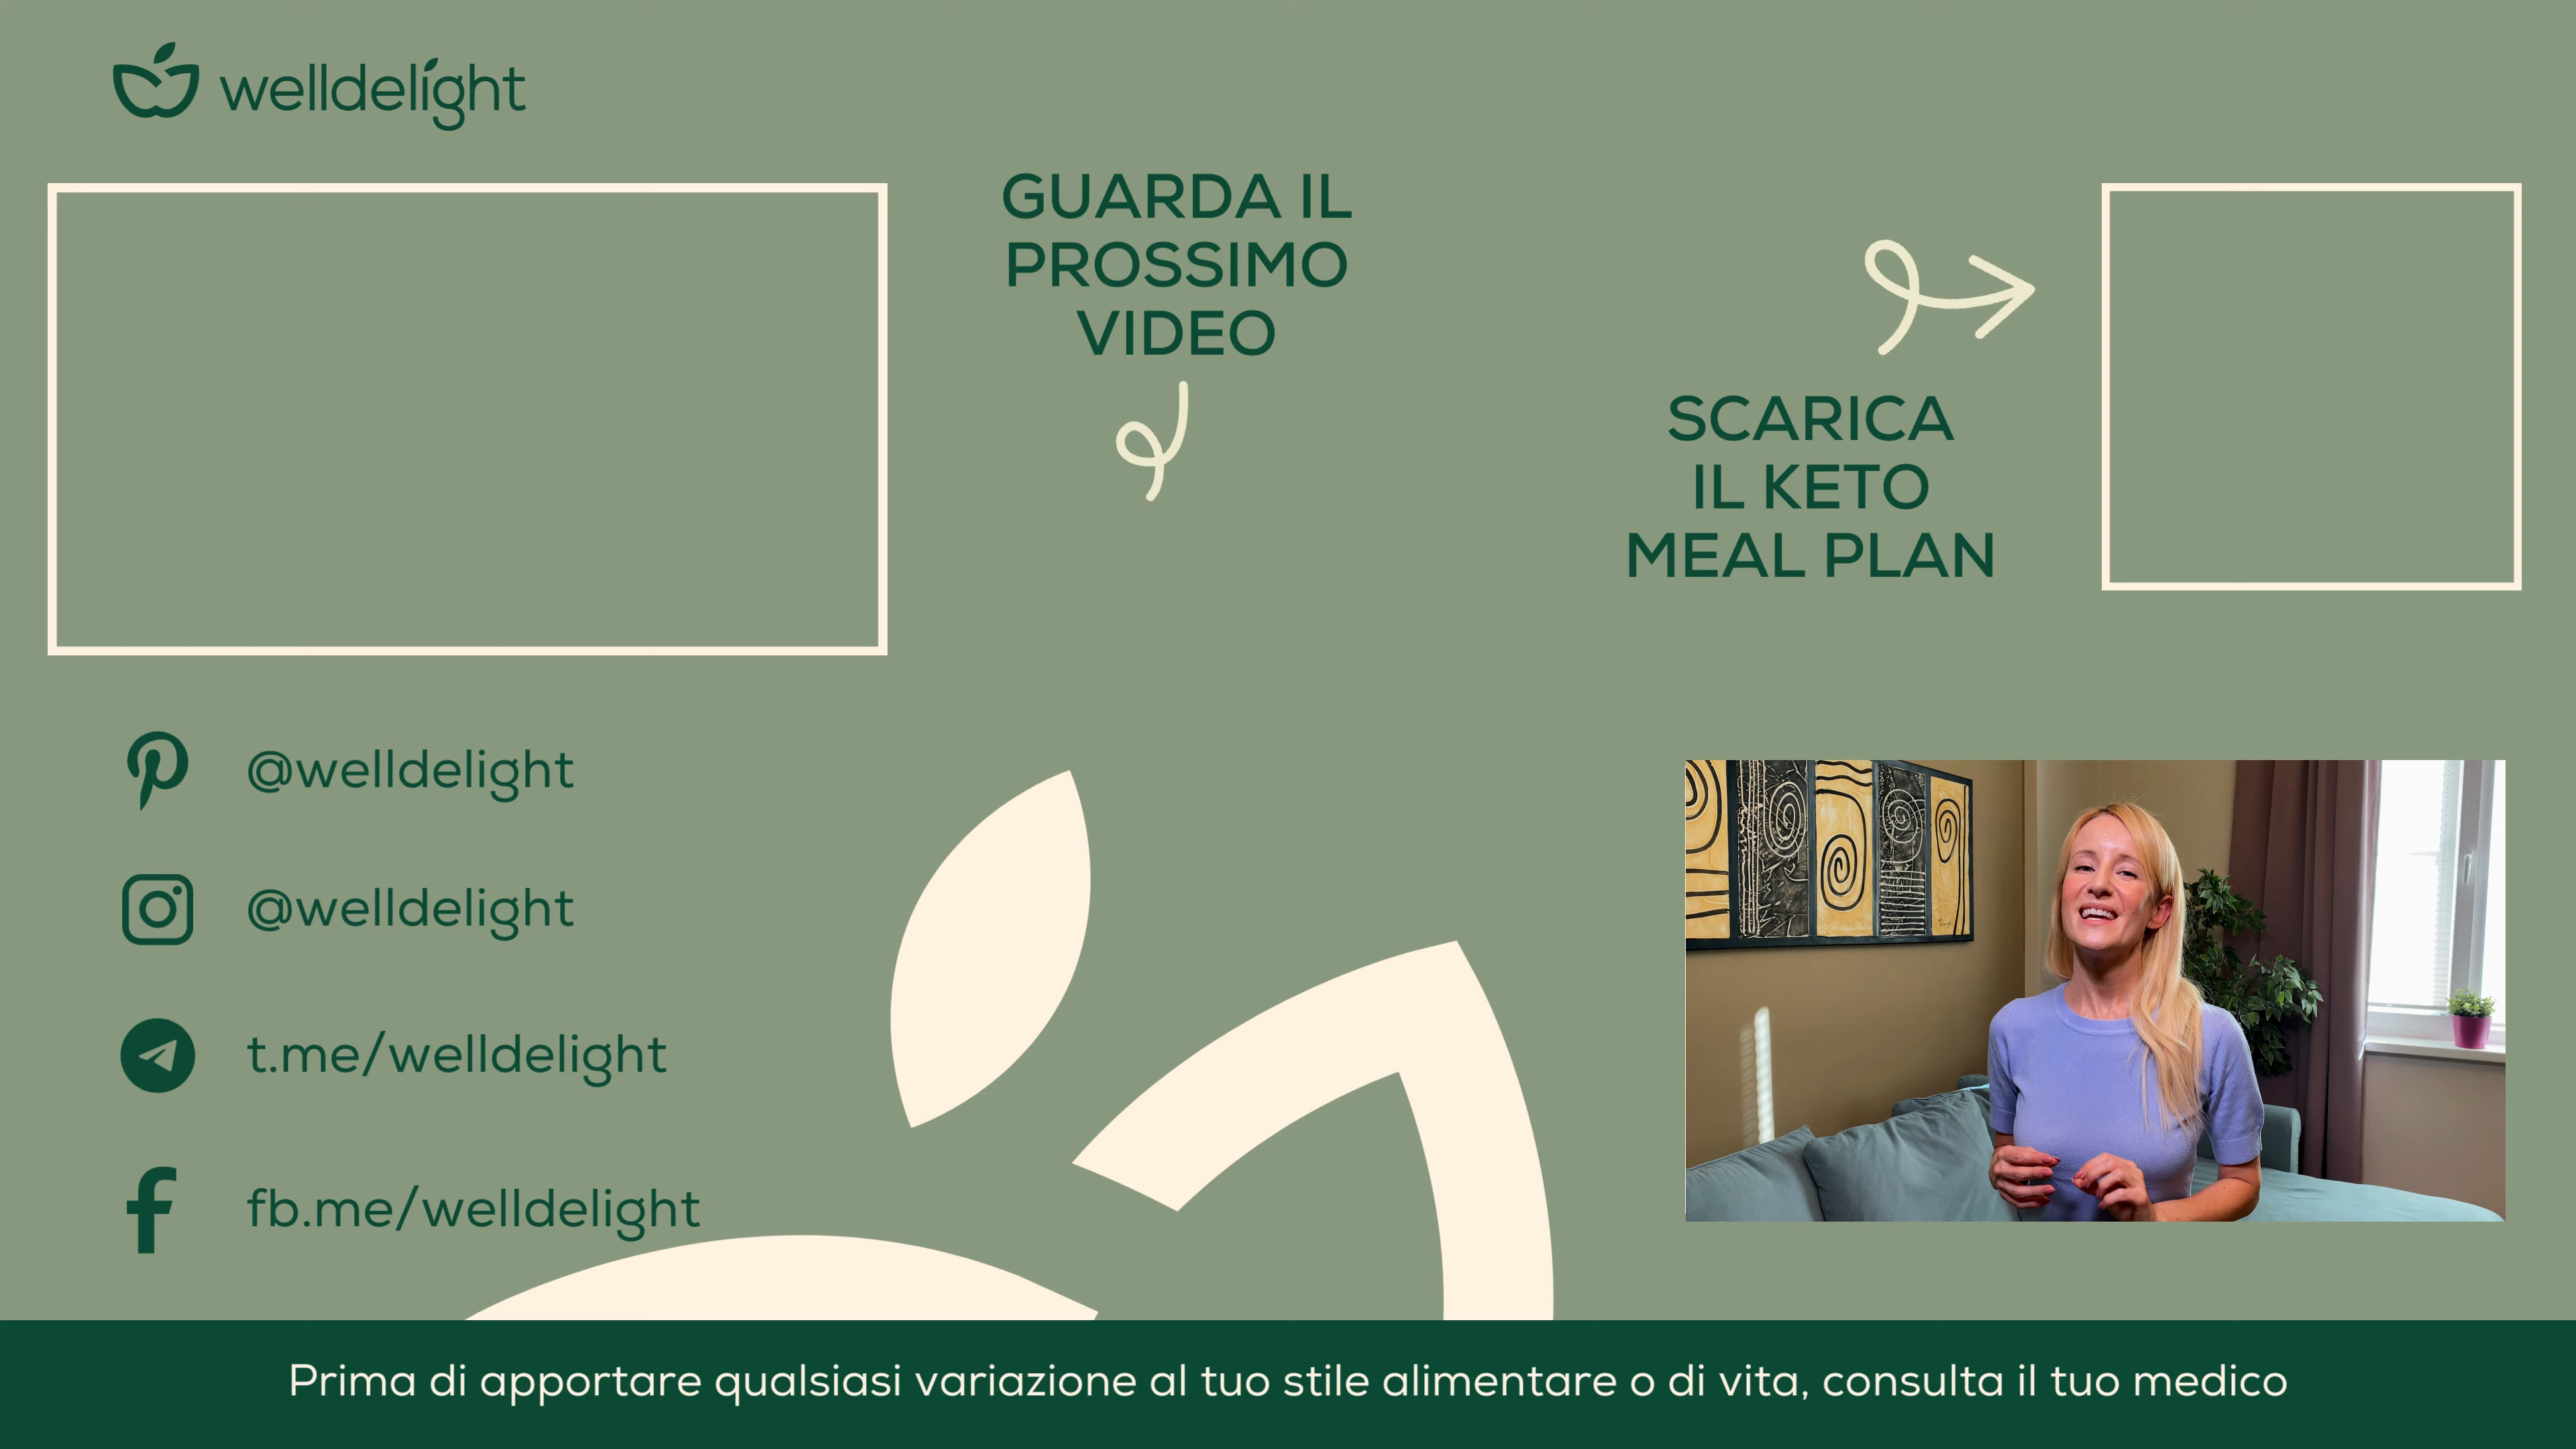 welldelight
GUARDA IL
PROSSIMO
VIDEO
SCARICA
IL KETO
MEAL PLAN
@welldelight
@welldelight
t.me/welldelight
fb.me/welldelight
Prima di apportare qualsiasi variazione al tuo stile alimentare o di vita, consulta il tuo medico